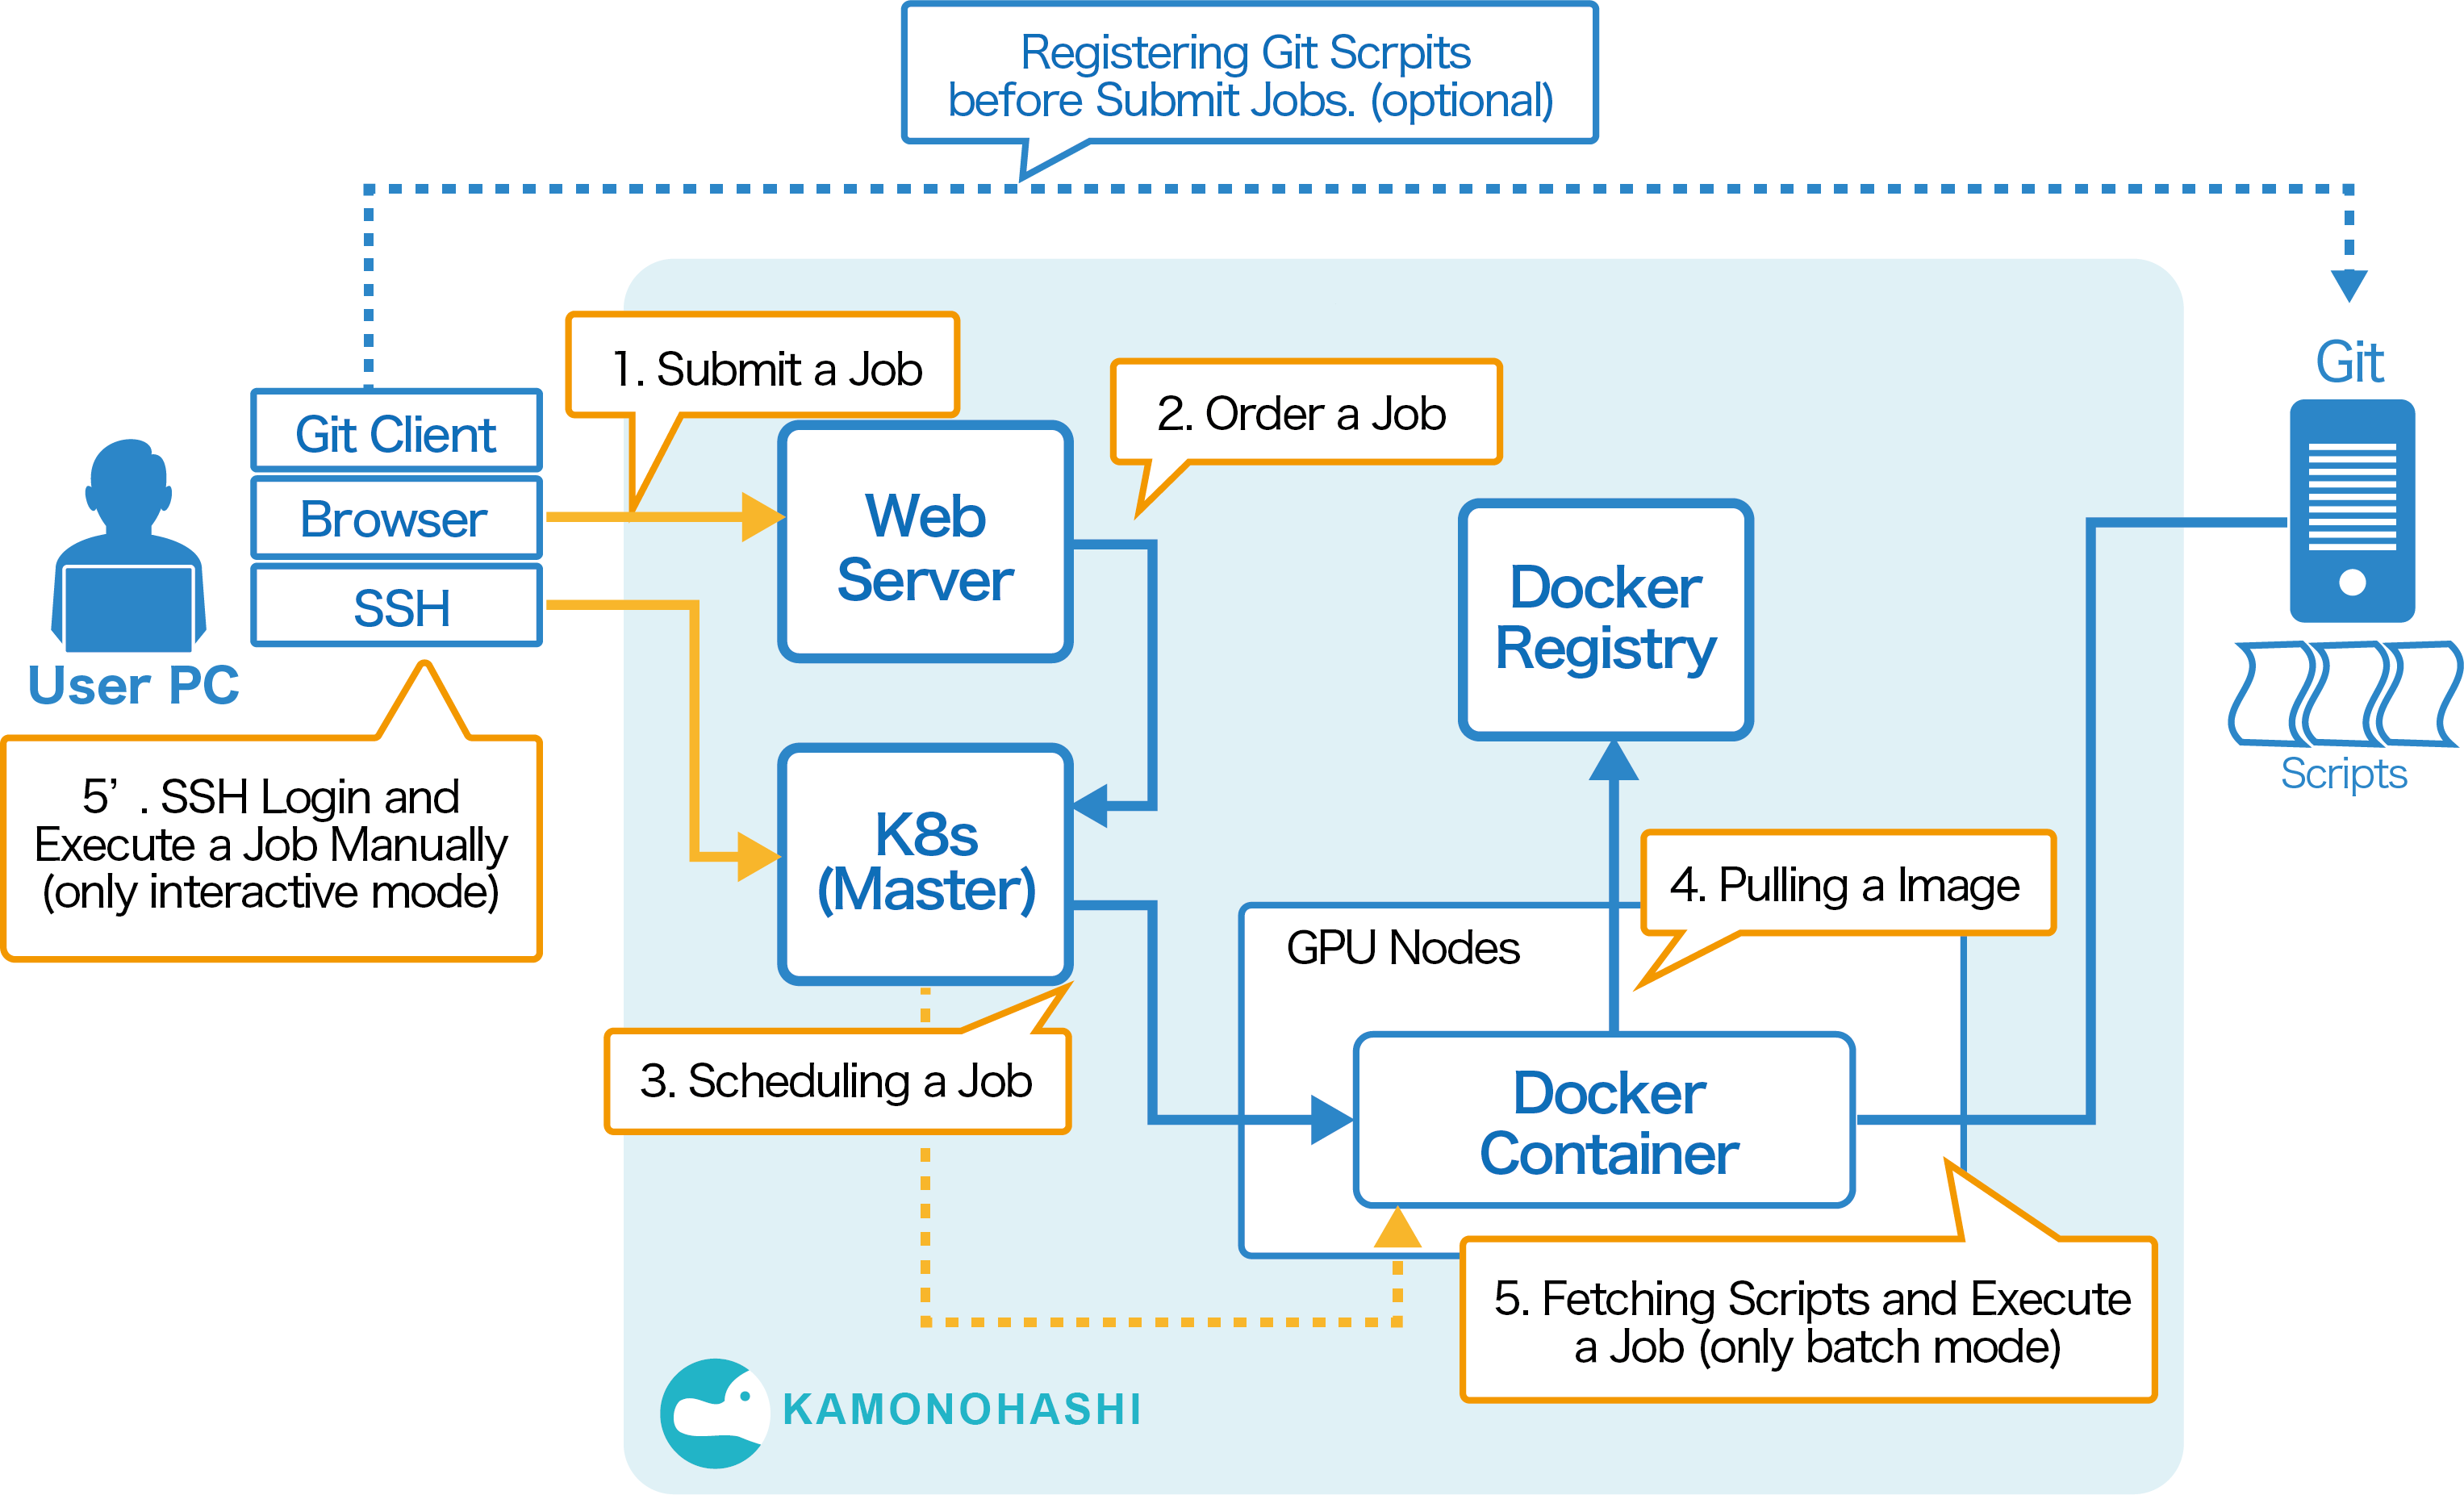 Registering Git Scrpits
before Submit Jobs. (optional)
1. Submit a Job
2. Order a Job
Git
Git Client
Browser
SSH
User PC
Web
Server
Docker
Registry
Scripts
5’ . SSH Login and
Execute a Job Manually
(only interactive mode)
K8s
(Master)
4. Pulling a Image
GPU Nodes
3. Scheduling a Job
Docker
Container
5. Fetching Scripts and Execute
a Job (only batch mode)
KAMONOHASHI